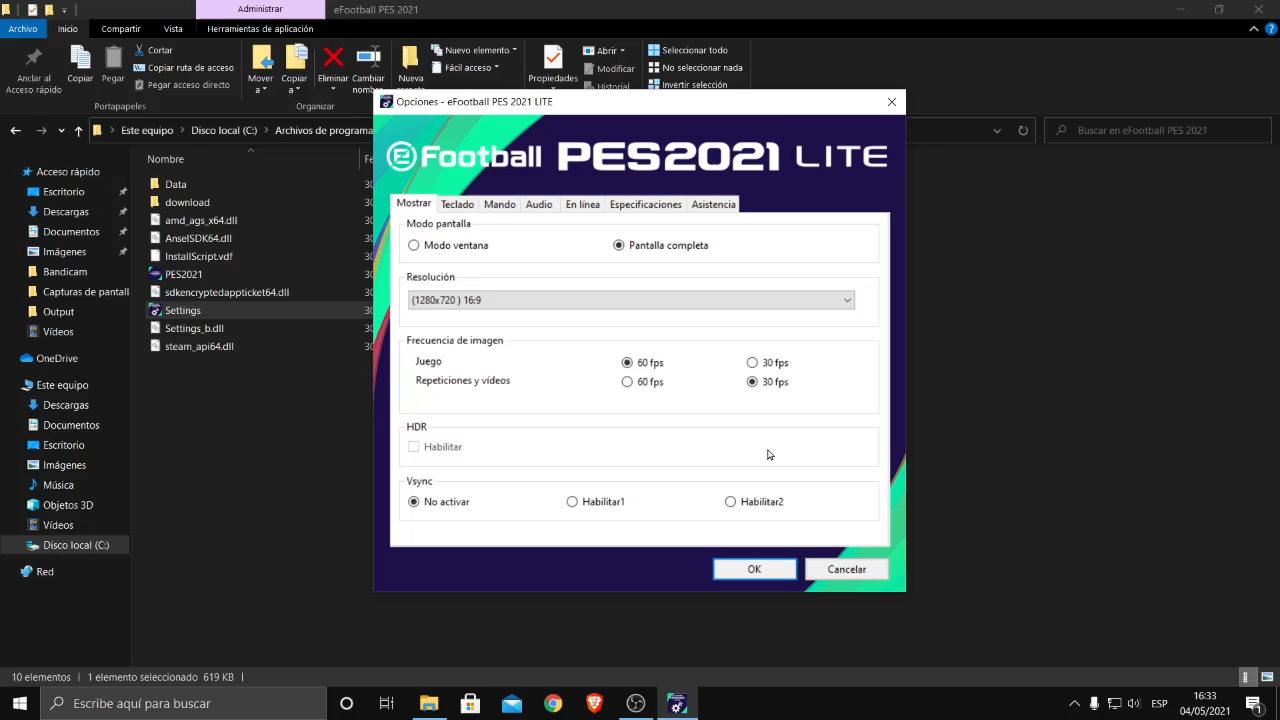 Administrar
eFootball PES 2021
Archivo
Inicio
Compartir
Vista
Herramientas de aplicación
Anclar al
Acceso rápido
Copiar
Pegar
Cortar
Copiar ruta de acceso
Pegar acceso directo
Portapapeles
Mover
a
Copiar
a
Eliminar
Cambiar
Organizar
Nueva
Nuevo elemento
Fácil acceso
Propiedades
Abrir
Modificar
Historial
Seleccionar todo
No seleccionar nada
Invertir selección
Este equipo
Disco local (C:)
Archivos de programa
Buscar en eFootball PES 2021
Acceso rápido
Escritorio
Descargas
Documentos
Imágenes
Bandicam
Capturas de pantall
Output
Vídeos
OneDrive
Este equipo
Descargas
Documentos
Escritorio
Imágenes
Música
Objetos 3D
Vídeos
Disco local (C:)
Red
Nombre
Data
download
amd_ags_x64.dll
AnselSDK64.dll
InstallScript.vdf
PES2021
sdkencryptedappticket64.dll
Settings
Settings_b.dll
steam_api64.dll
Opciones - eFootball PES 2021 LITE
eFootball PES2021 LITE
Mostrar
Teclado
Mando
Audio
En línea
Especificaciones
Asistencia
Modo pantalla
Modo ventana
Pantalla completa
Resolución
(1280x720 ) 16:9
Frecuencia de imagen
Juego
60 fps
30 fps
Repeticiones y vídeos
60 fps
30 fps
HDR
Habilitar
Vsync
No activar
Habilitar1
Habilitar2
OK
Cancelar
10 elementos
1 elemento seleccionado 619 KB
Escribe aquí para buscar
ESP
16:33
04/05/2021